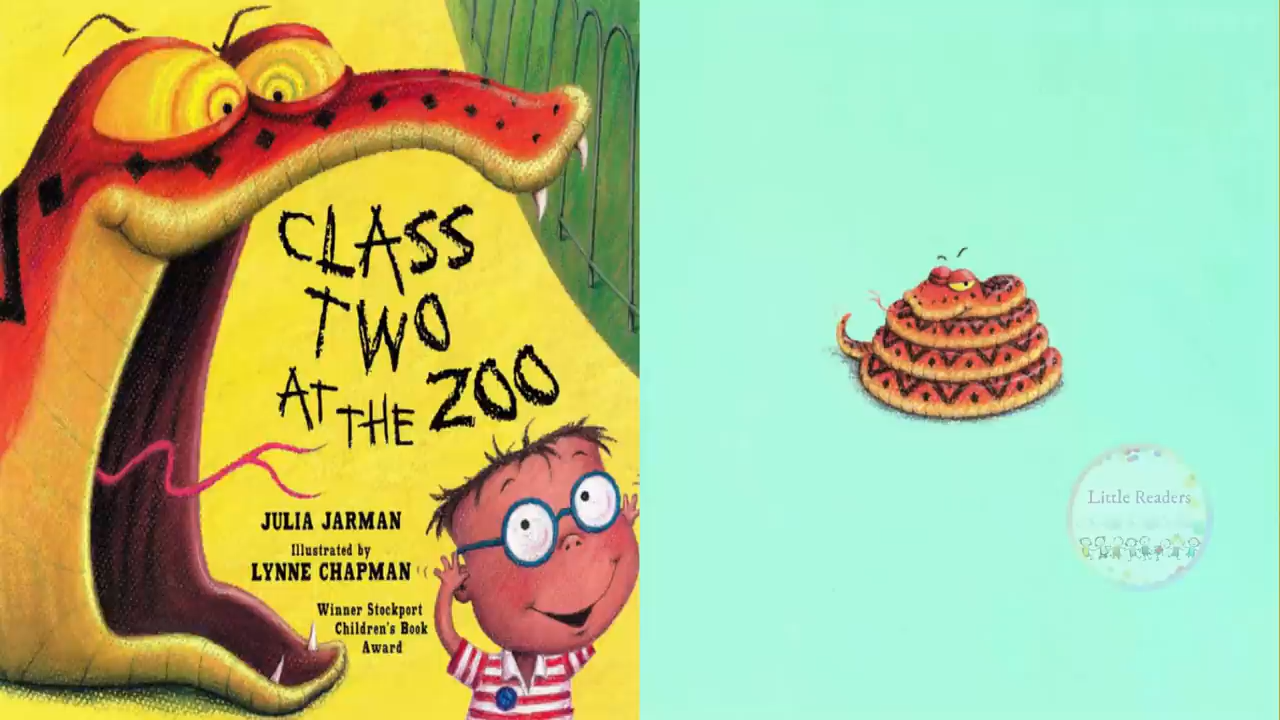 CLASS
TWO
AT THE ZOO
JULIA JARMAN
Illustrated by
LYNNE CHAPMAN
Winner Stockport
Children's Book
Award
Little Readers